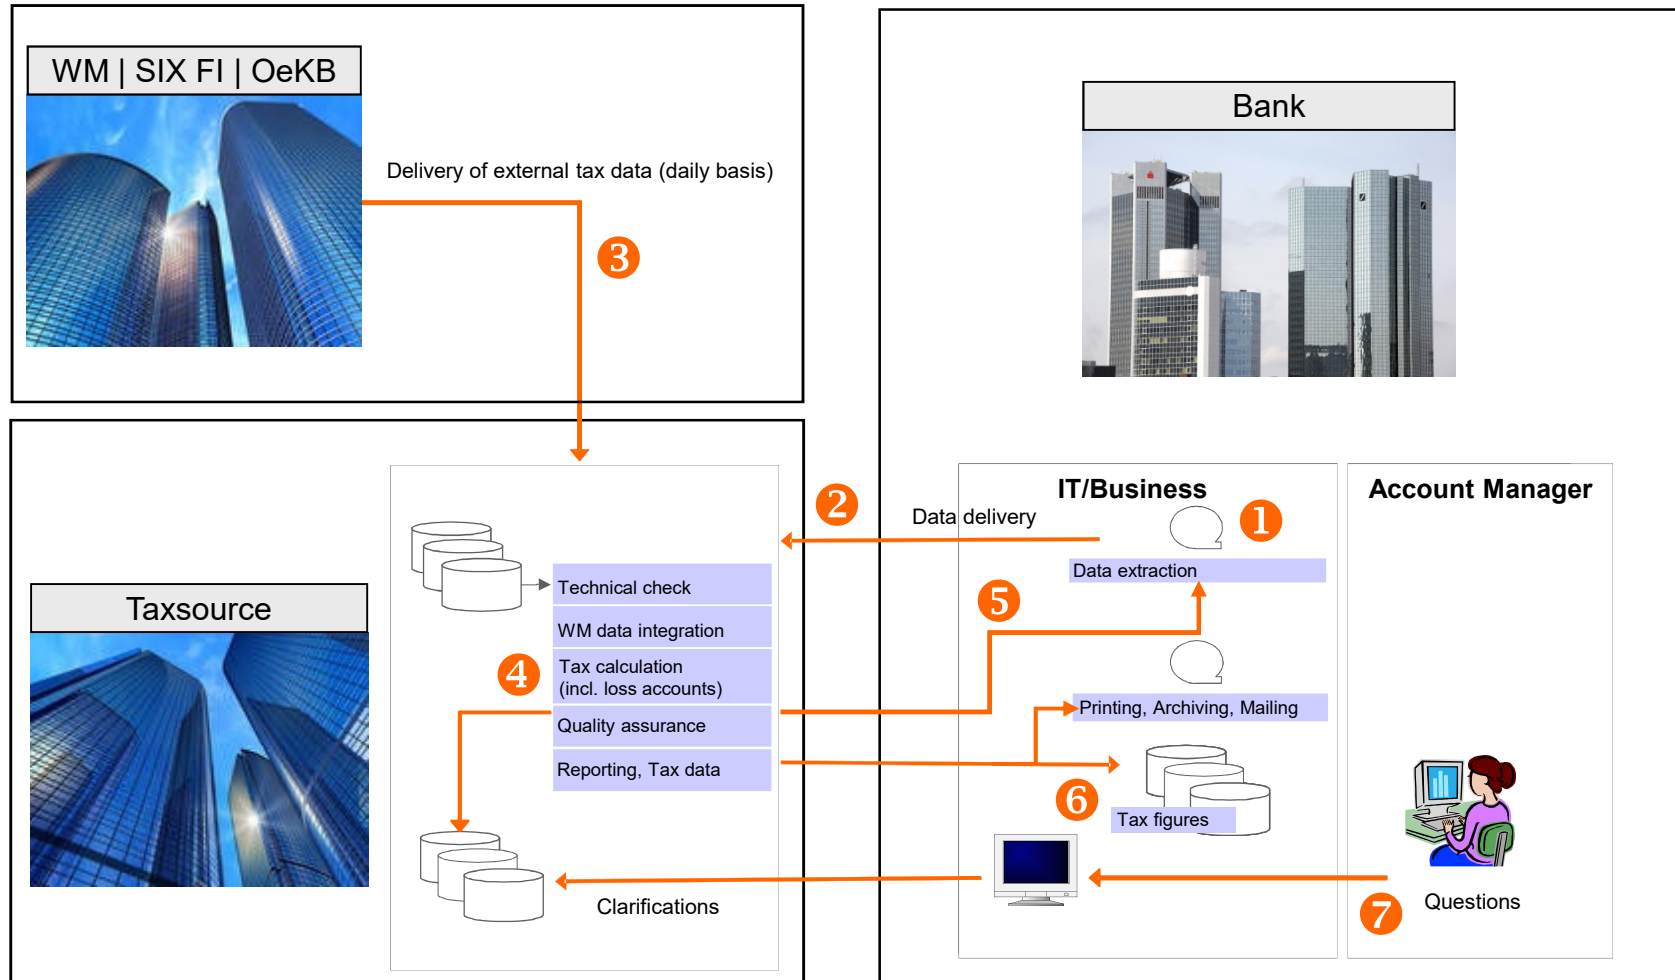 WM | SIX FI | OeKB
Delivery of external tax data (daily basis)
3
Bank
Taxsource
2
Data delivery
Technical check
WM data integration
4
Tax calculation
(incl. loss accounts)
Quality assurance
Reporting, Tax data
Clarifications
IT/Business
1
Data extraction
5
Printing, Archiving, Mailing
6
Tax figures
Account Manager
7
Questions